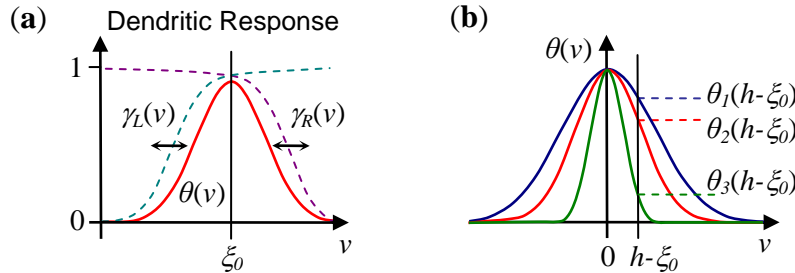 (a) Dendritic Response
1
γL(v)
γR(v)
θ(v)
0
ξ0
v
(b)
θ(v)
θ1(h-ξ0)
θ2(h-ξ0)
θ3(h-ξ0)
0
h-ξ0
v